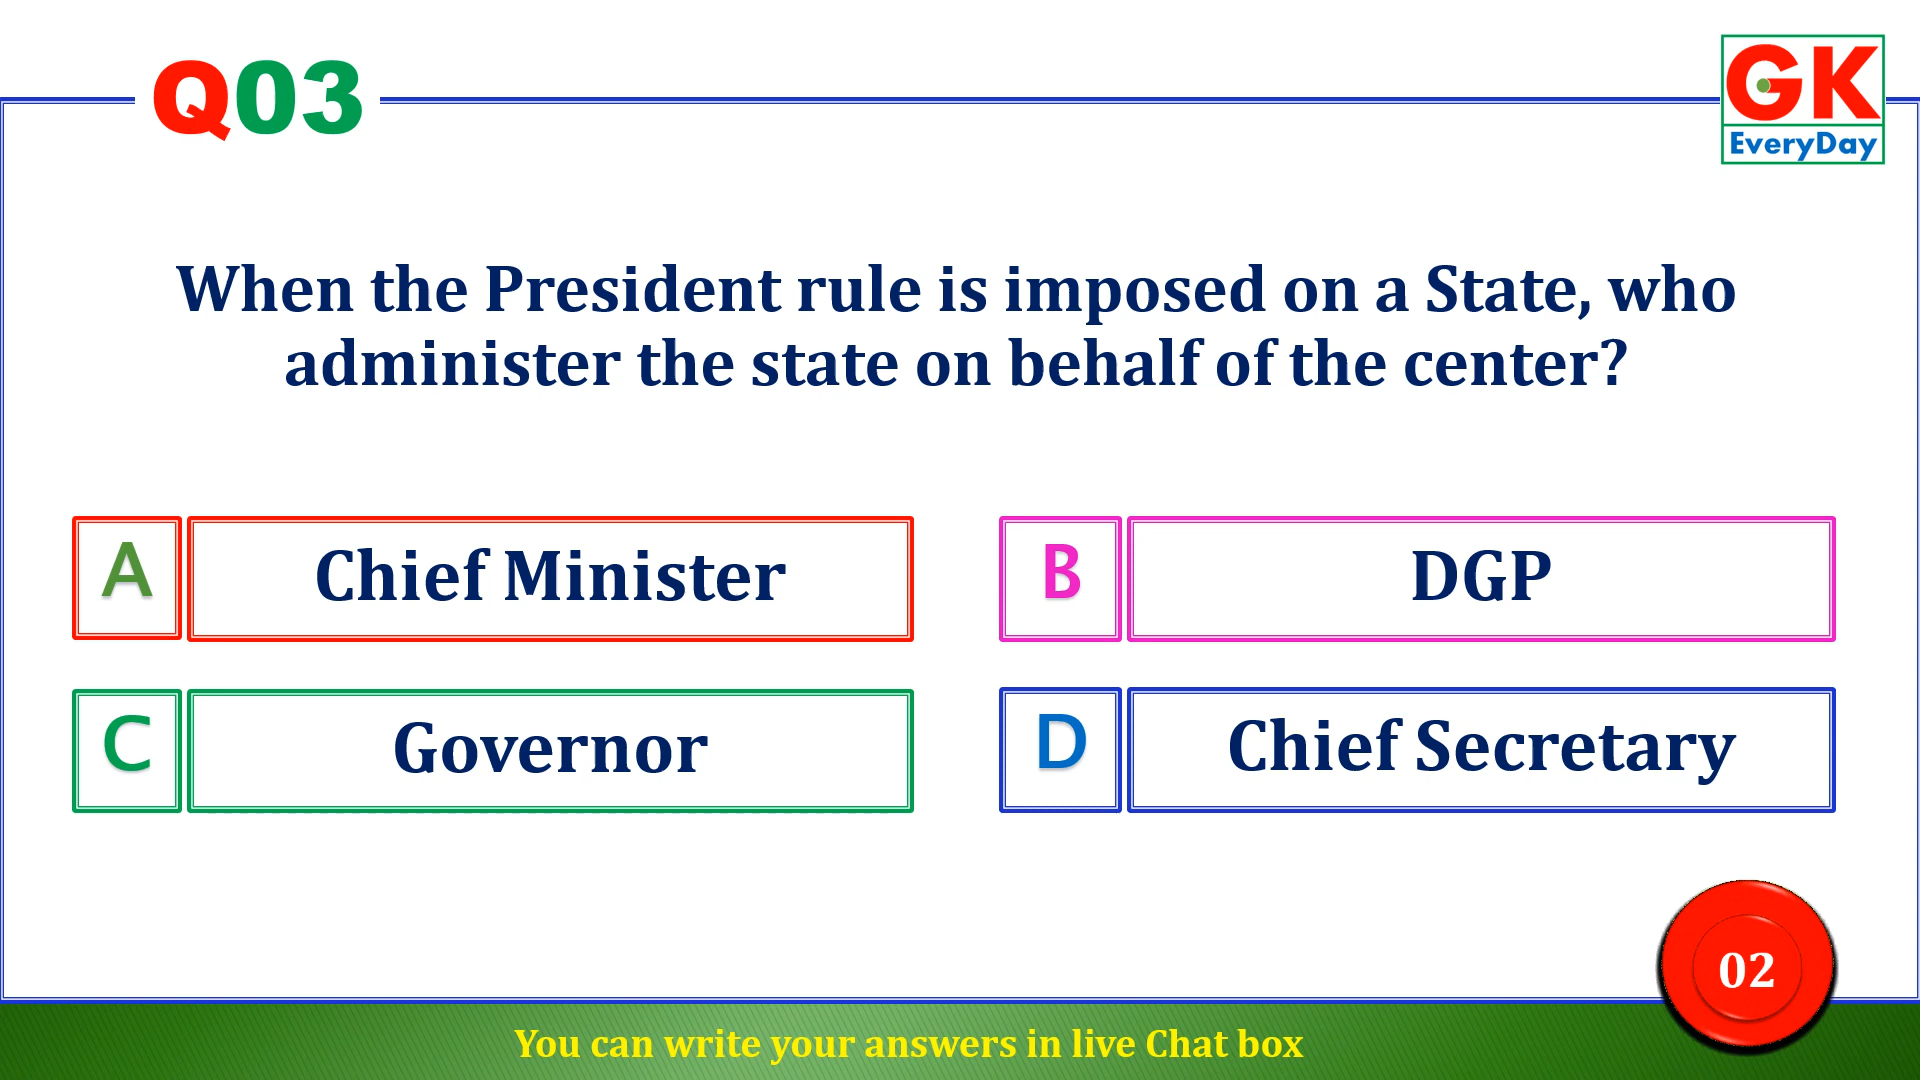 Q03
GK
EveryDay
When the President rule is imposed on a State, who
administer the state on behalf of the center?
A Chief Minister
B DGP
C Governor
D Chief Secretary
02
You can write your answers in live Chat box